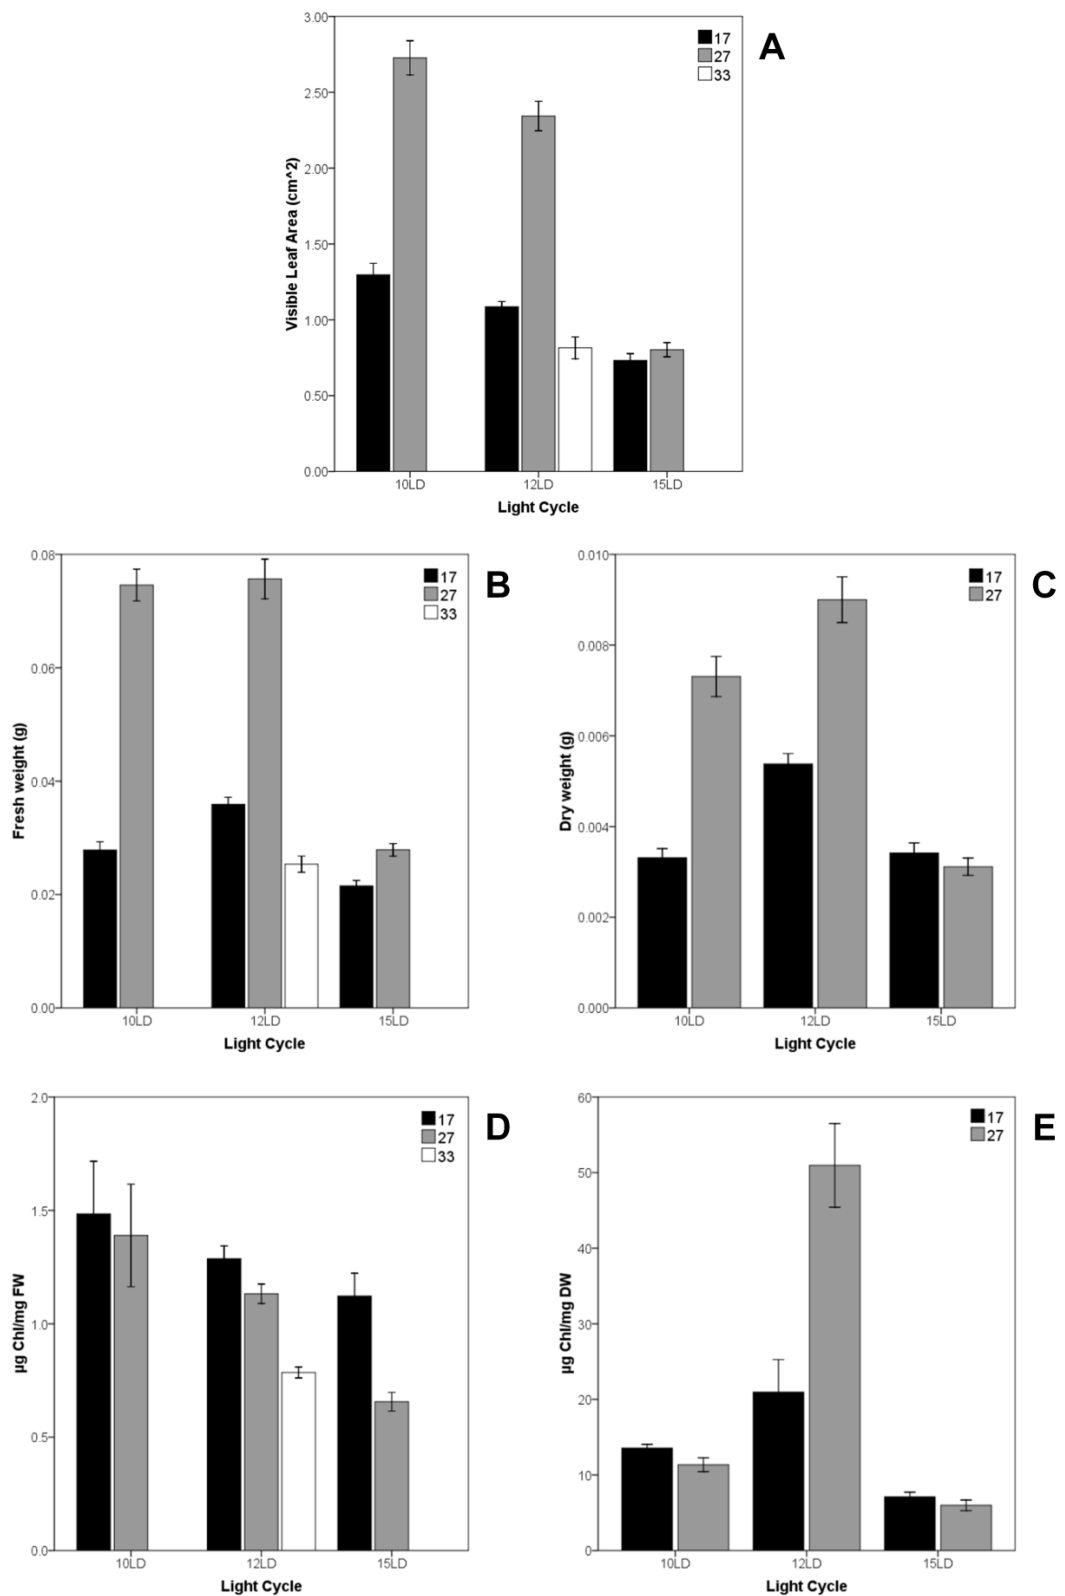 3.00
2.50
2.00
1.50
1.00
0.50
0.00
Visible Leaf Area (cm^2)
17
27
33
A
10LD 12LD 15LD
Light Cycle
0.08
0.06
0.04
0.02
0.00
Fresh weight (g)
17
27
33
B
10LD 12LD 15LD
Light Cycle
0.010
0.008
0.006
0.004
0.002
0.000
Dry weight (g)
17
27
C
10LD 12LD 15LD
Light Cycle
2.0
1.5
1.0
0.5
0.0
µg Chl/mg FW
17
27
33
D
10LD 12LD 15LD
Light Cycle
60
50
40
30
20
10
0
µg Chl/mg DW
17
27
E
10LD 12LD 15LD
Light Cycle